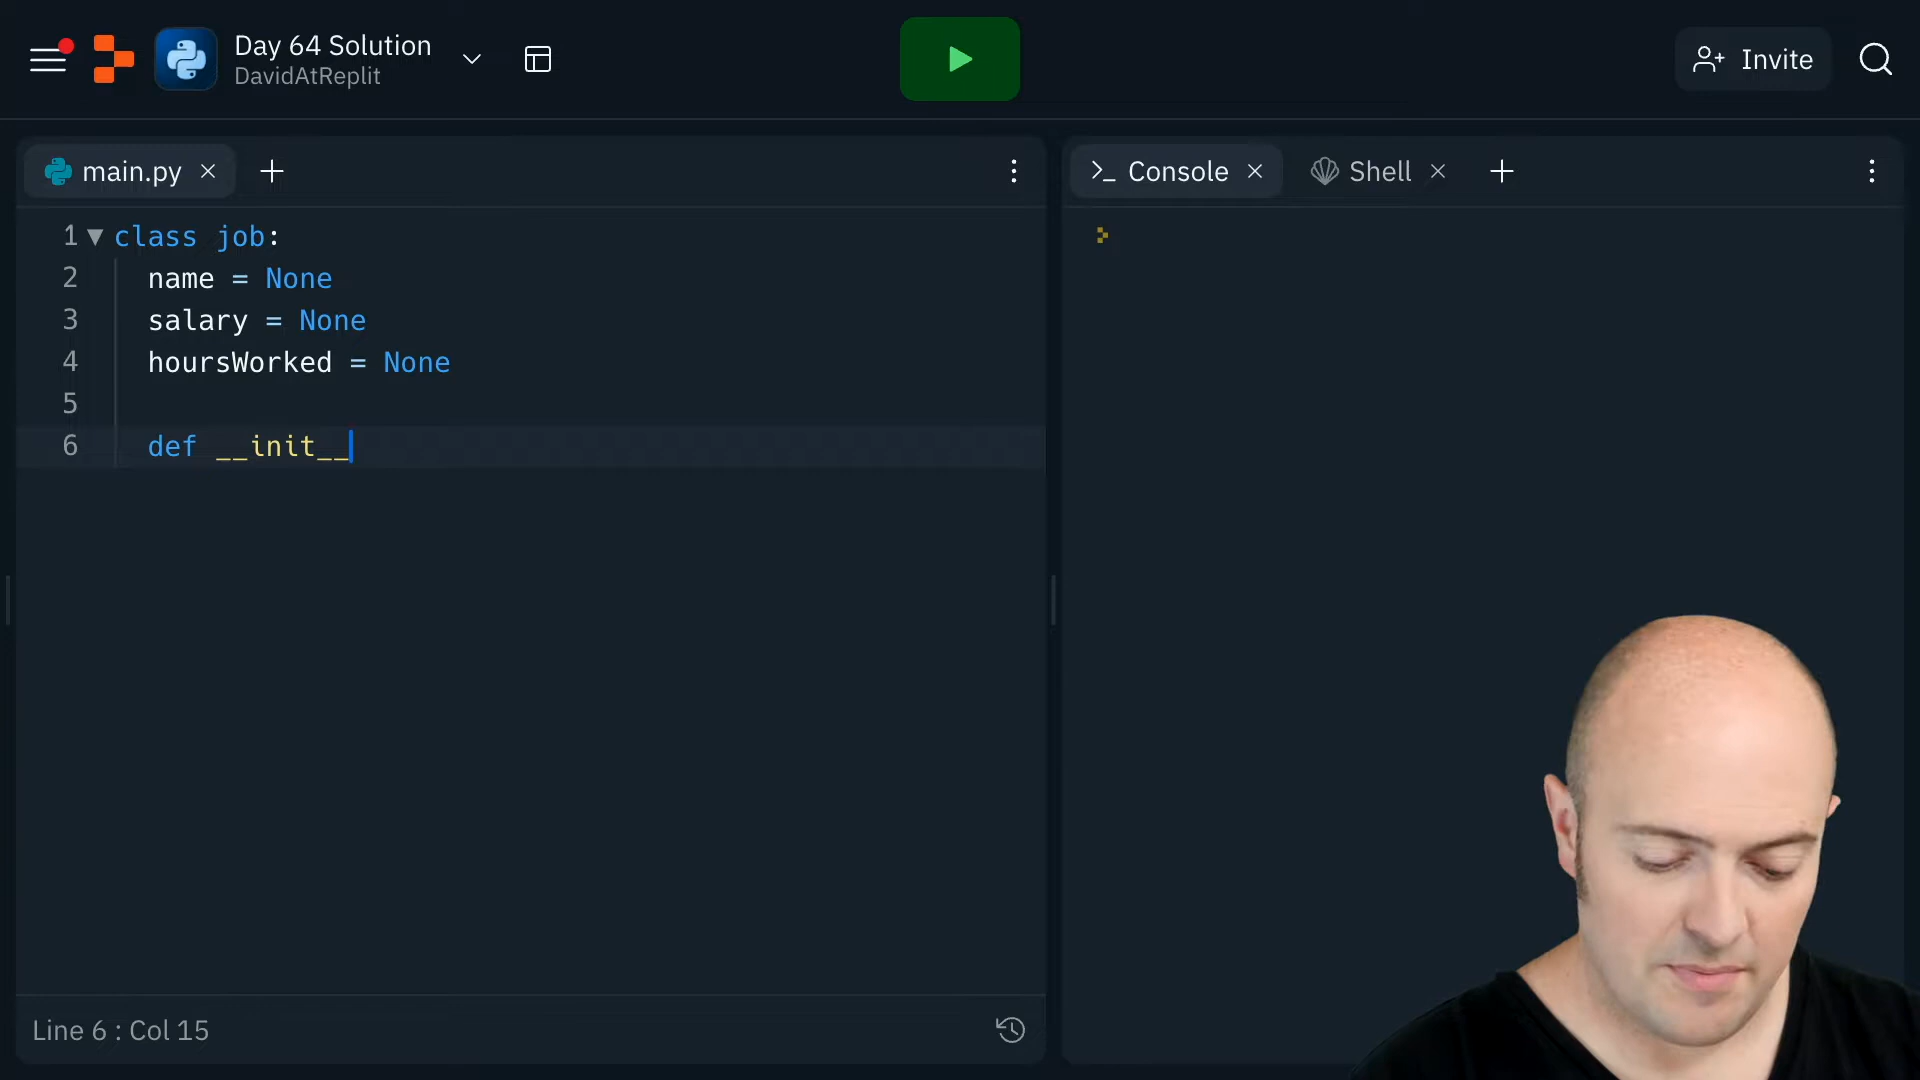 Day 64 Solution
DavidAtReplit
Invite
main.py
Console
Shell
1 class job:
2 name = None
3 salary = None
4 hoursWorked = None
5
6 def __init__
Line 6 : Col 15